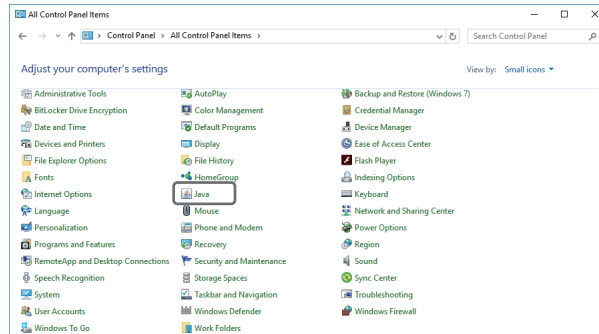 All Control Panel Items
Control Panel > All Control Panel Items >
Search Control Panel
Adjust your computer's settings
View by: Small icons
Administrative Tools
AutoPlay
Backup and Restore (Windows 7)
BitLocker Drive Encryption
Color Management
Credential Manager
Date and Time
Default Programs
Device Manager
Devices and Printers
Display
Ease of Access Center
File Explorer Options
File History
Flash Player
Fonts
HomeGroup
Indexing Options
Internet Options
Java
Keyboard
Language
Mouse
Network and Sharing Center
Personalization
Phone and Modem
Power Options
Programs and Features
Recovery
Region
RemoteApp and Desktop Connections
Security and Maintenance
Sound
Speech Recognition
Storage Spaces
Sync Center
System
Taskbar and Navigation
Troubleshooting
User Accounts
Windows Defender
Windows Firewall
Windows To Go
Work Folders